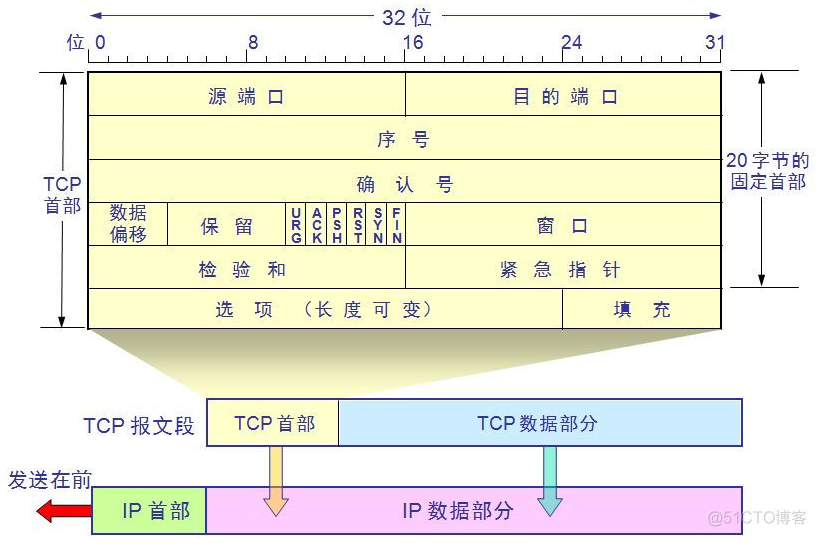 32 位
位 0 8 16 24 31
源 端 口 目 的 端 口
序 号
确 认 号
TCP
首部
20 字节的
固定首部
数据
偏移
保 留
URG
ACK
PSH
RST
SYN
FIN
窗 口
检 验 和 紧 急 指 针
选 项 （长 度 可 变） 填 充
TCP 报文段
TCP 首部
TCP 数据部分
发送在前
IP 首部
IP 数据部分
@51CTO博客